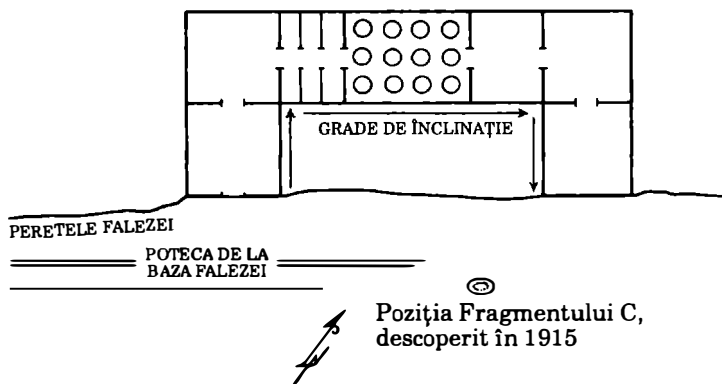 GRADE DE ÎNCLINAȚIE
PERETELE FALEZEI
POTECA DE LA
BAZA FALEZEI
Poziția Fragmentului C,
descoperit în 1915